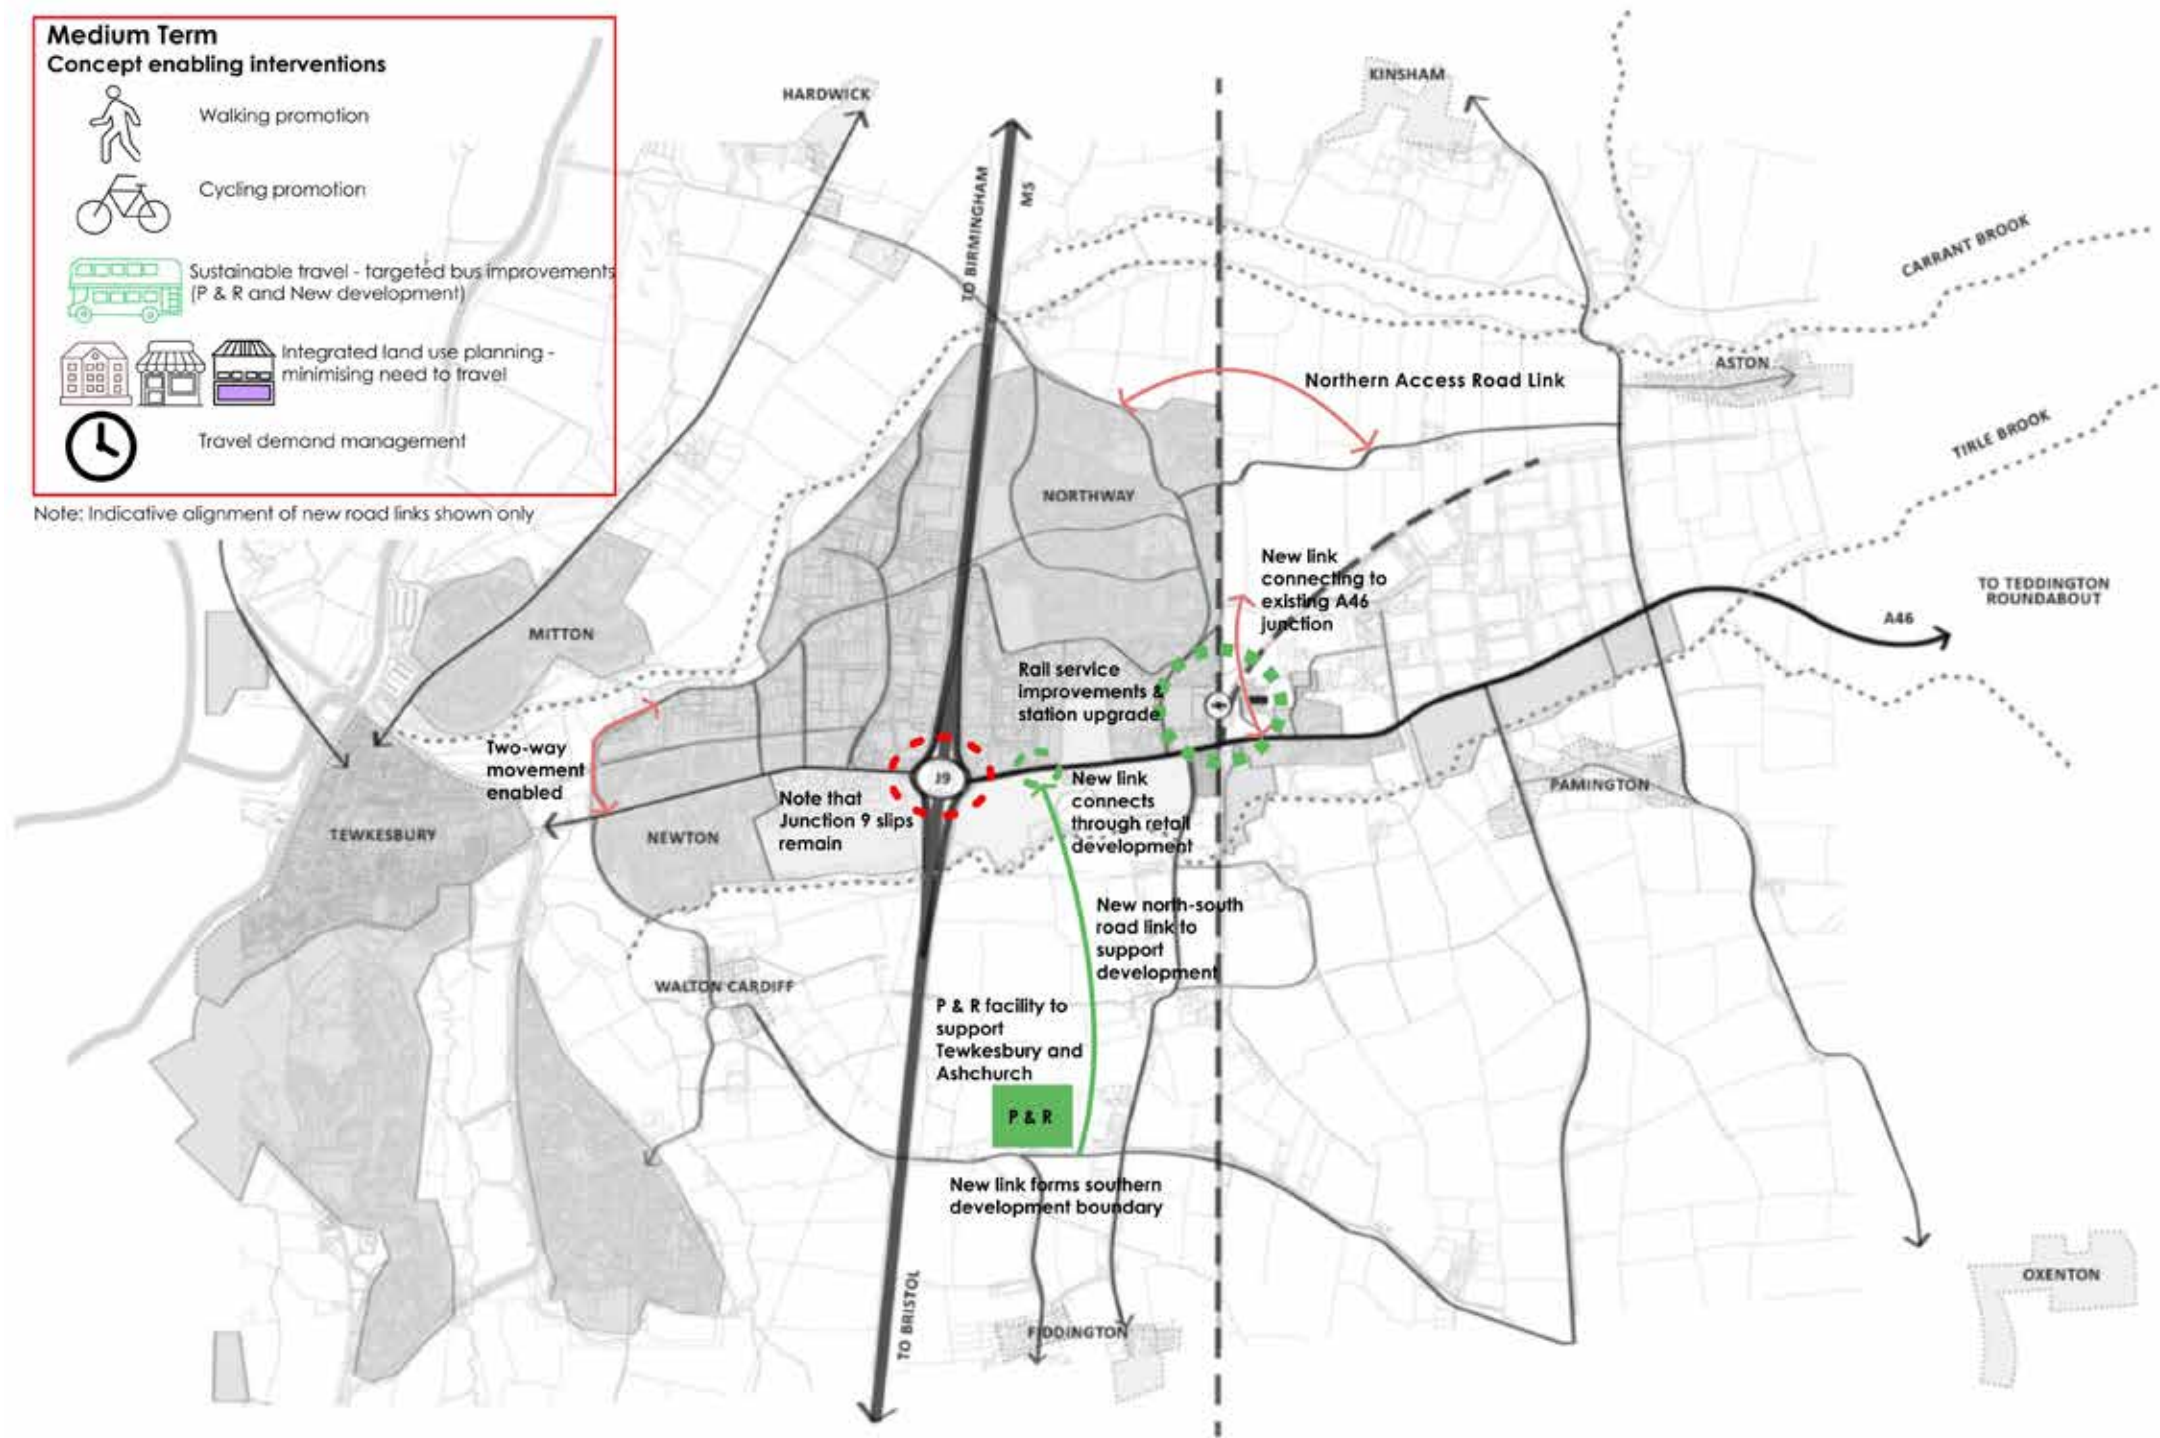 Medium Term
Concept enabling interventions
Walking promotion
Cycling promotion
Sustainable travel - targeted bus improvements
(P & R and New development)
Integrated land use planning -
minimising need to travel
Travel demand management
Note: Indicative alignment of new road links shown only
HARDWICK
KINSHAM
TO BIRMINGHAM
M5
CARRANT BROOK
ASTON
Northern Access Road Link
TIRLE BROOK
NORTHWAY
New link
connecting to
existing A46
junction
TO TEDDINGTON
ROUNDABOUT
A46
MITTON
Rail service
improvements &
station upgrade
Two-way
movement
enabled
J9
New link
connects
through retail
development
Note that
Junction 9 slips
remain
PAMINGTON
TEWKESBURY
NEWTON
New north-south
road link to
support
development
WALTON CARDIFF
P & R facility to
support
Tewkesbury and
Ashchurch
P & R
New link forms southern
development boundary
TO BRISTOL
FIDDINGTON
OXENTON